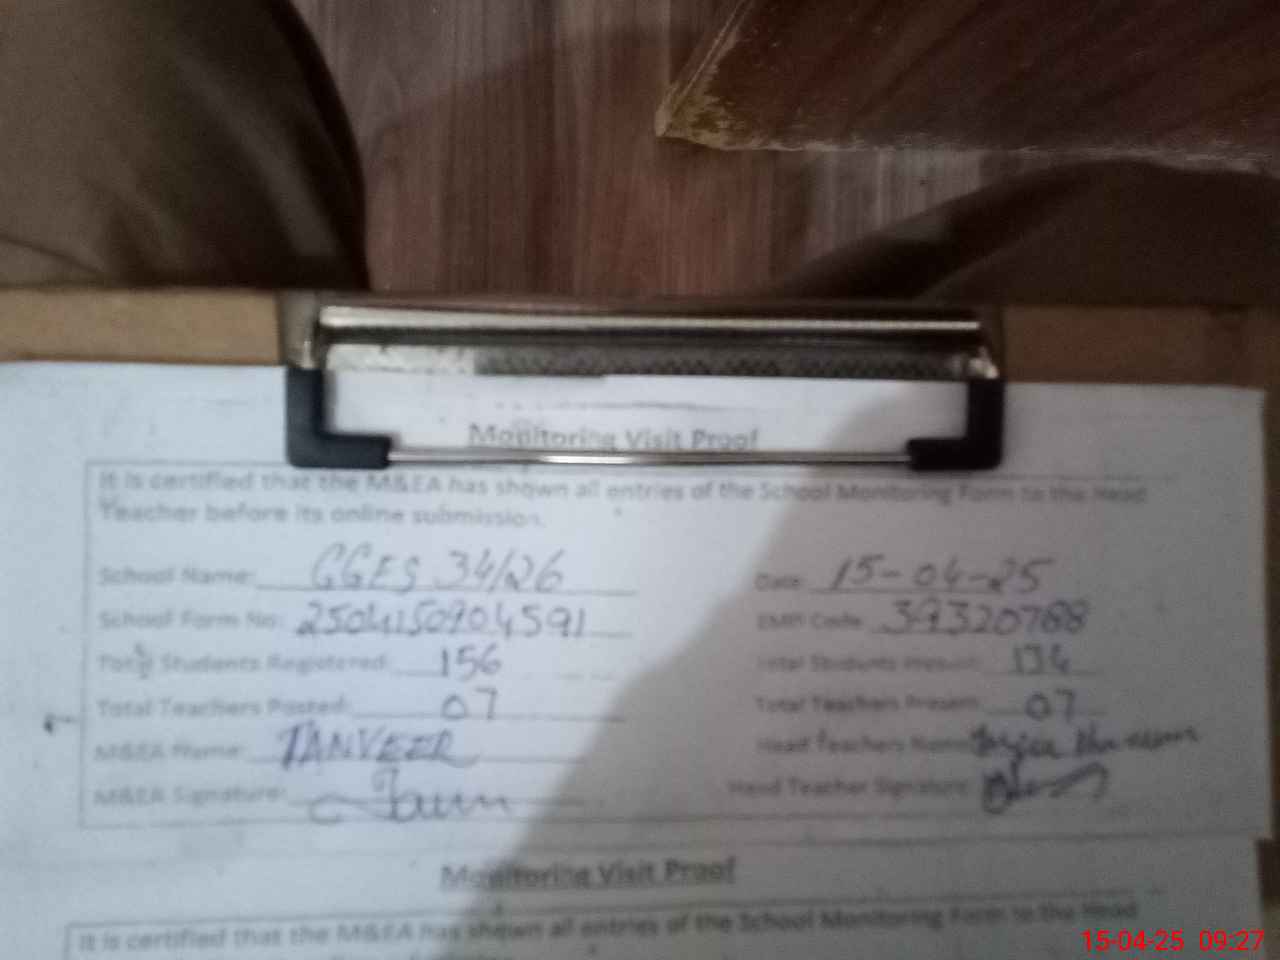 Monitoring Visit Proof
It is certified that the M&EA has shown all entries of the School Monitoring Form to the Head
Teacher before its online submission.
School Name: GGES 34/26 Date: 15-04-25
School Form No: 2504150904591 EMIS Code 39320788
Total Students Registered: 156 Total Students Present: 134
Total Teachers Posted: 07 Total Teachers Present: 07
M&EA Name: TANVEER Head Teachers Name
M&EA Signature: Head Teacher Signature:
Monitoring Visit Proof
It is certified that the M&EA has shown all entries of the School Monitoring Form to the Head
15-04-25 09:27